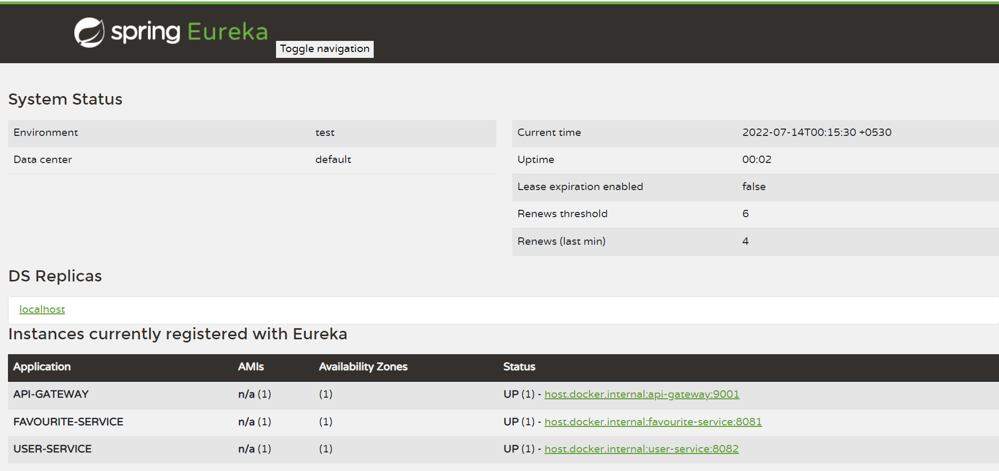 spring Eureka
Toggle navigation
System Status
Environment test
Data center default
Current time 2022-07-14T00:15:30 +0530
Uptime 00:02
Lease expiration enabled false
Renews threshold 6
Renews (last min) 4
DS Replicas
localhost
Instances currently registered with Eureka
Application AMIs Availability Zones Status
API-GATEWAY n/a (1) (1) UP (1) - host.docker.internal:api-gateway:9001
FAVOURITE-SERVICE n/a (1) (1) UP (1) - host.docker.internal:favourite-service:8081
USER-SERVICE n/a (1) (1) UP (1) - host.docker.internal:user-service:8082